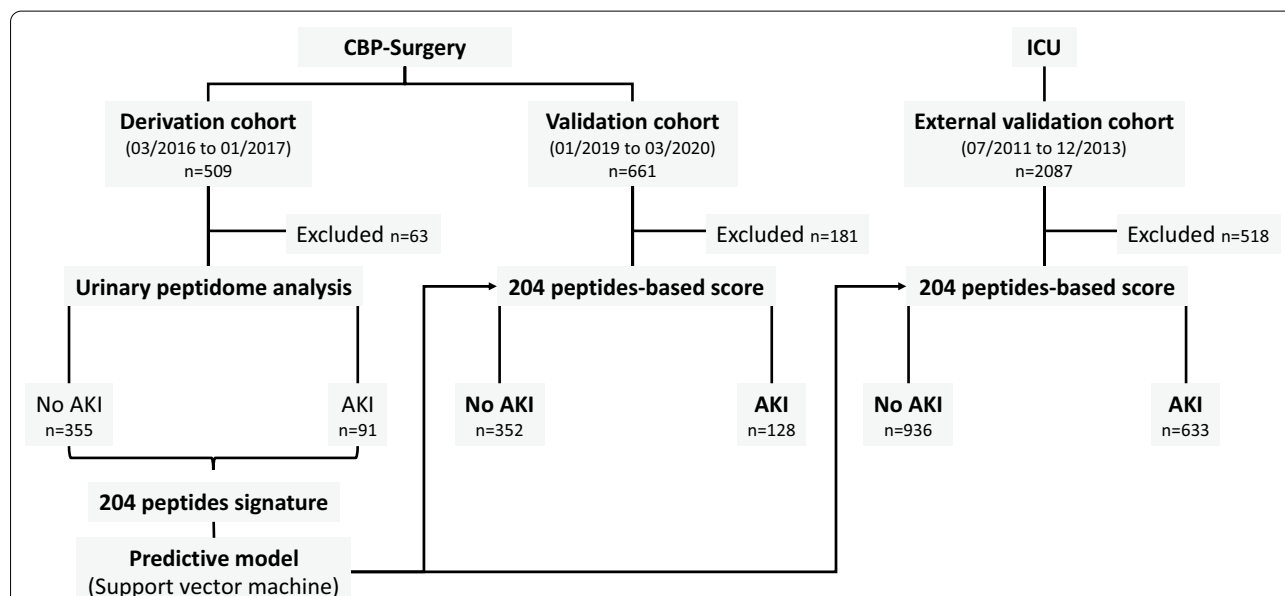 CBP-Surgery
ICU
Derivation cohort
(03/2016 to 01/2017)
n=509
Validation cohort
(01/2019 to 03/2020)
n=661
External validation cohort
(07/2011 to 12/2013)
n=2087
Excluded n=63
Excluded n=181
Excluded n=518
Urinary peptidome analysis
204 peptides-based score
204 peptides-based score
No AKI
n=355
AKI
n=91
No AKI
n=352
AKI
n=128
No AKI
n=936
AKI
n=633
204 peptides signature
Predictive model
(Support vector machine)